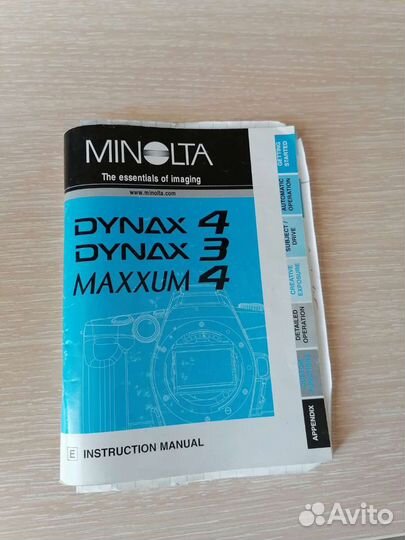 MINOLTA
The essentials of imaging
www.minolta.com
DYNAX 4
DYNAX 3
MAXXUM 4
E INSTRUCTION MANUAL
GETTING
STARTED
AUTOMATIC
OPERATION
SUBJECT /
DRIVE
CREATIVE
EXPOSURE
DETAILED
OPERATION
APPENDIX
Avito